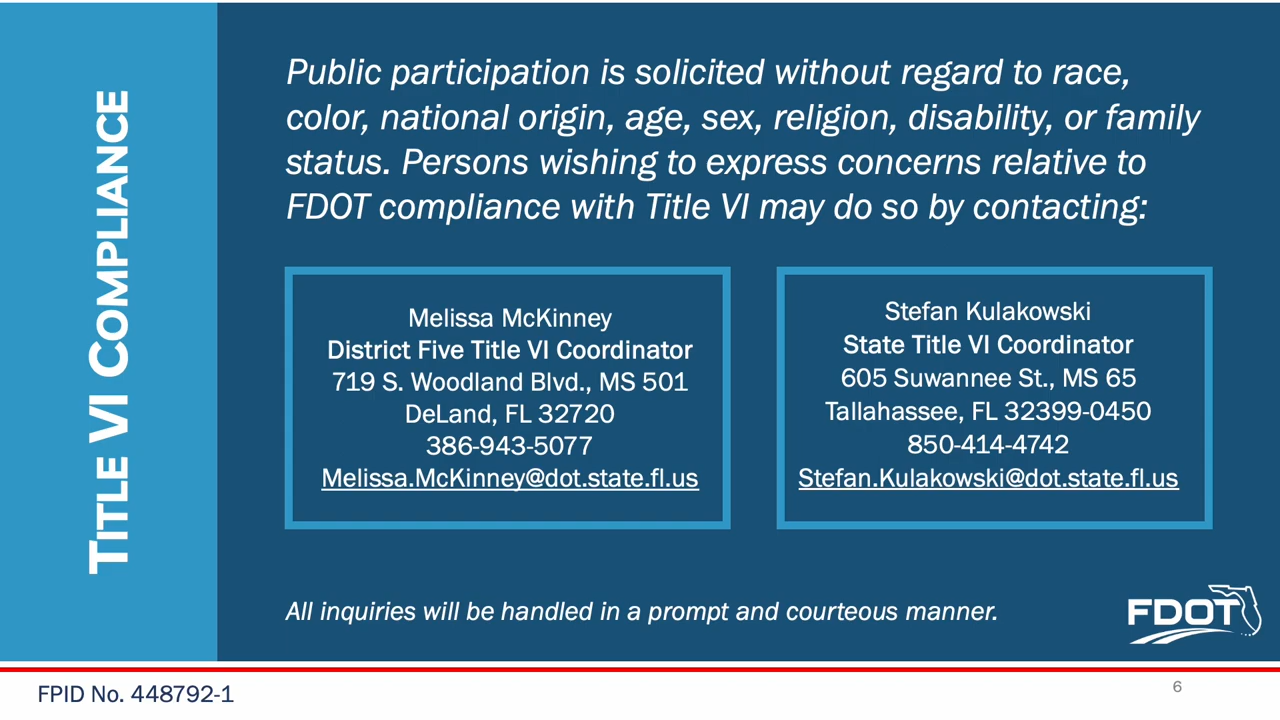 TITLE VI COMPLIANCE
Public participation is solicited without regard to race,
color, national origin, age, sex, religion, disability, or family
status. Persons wishing to express concerns relative to
FDOT compliance with Title VI may do so by contacting:
Melissa McKinney
District Five Title VI Coordinator
719 S. Woodland Blvd., MS 501
DeLand, FL 32720
386-943-5077
Melissa.McKinney@dot.state.fl.us
Stefan Kulakowski
State Title VI Coordinator
605 Suwannee St., MS 65
Tallahassee, FL 32399-0450
850-414-4742
Stefan.Kulakowski@dot.state.fl.us
All inquiries will be handled in a prompt and courteous manner.
FDOT
FPID No. 448792-1
6